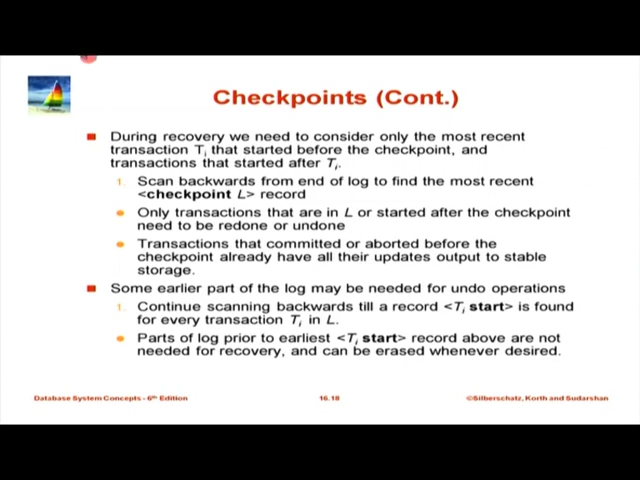 Checkpoints (Cont.)
During recovery we need to consider only the most recent
transaction Ti that started before the checkpoint, and
transactions that started after Ti.
1. Scan backwards from end of log to find the most recent
<checkpoint L> record
Only transactions that are in L or started after the checkpoint
need to be redone or undone
Transactions that committed or aborted before the
checkpoint already have all their updates output to stable
storage.
Some earlier part of the log may be needed for undo operations
1. Continue scanning backwards till a record <Ti start> is found
for every transaction Ti in L.
Parts of log prior to earliest <Ti start> record above are not
needed for recovery, and can be erased whenever desired.
Database System Concepts - 6th Edition
16.18
©Silberschatz, Korth and Sudarshan